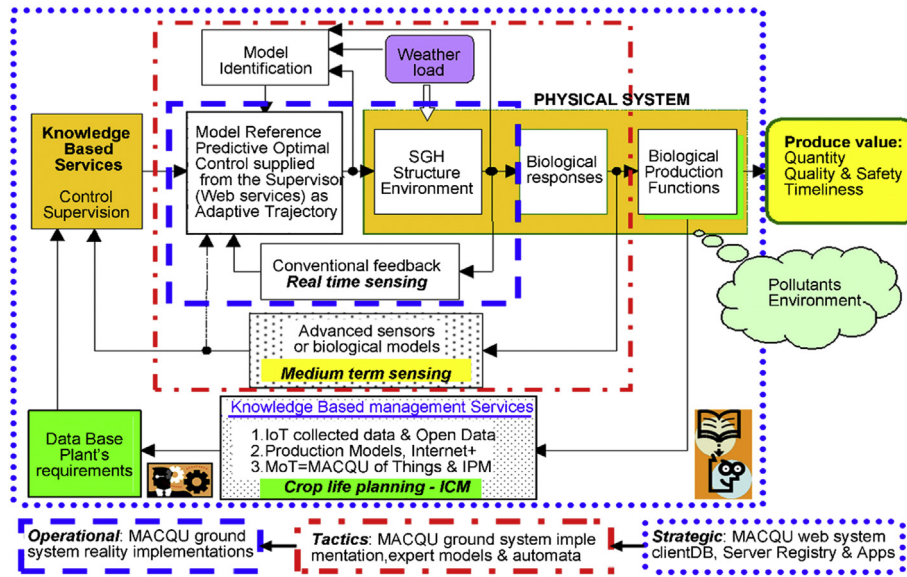 Model
Identification
Weather
load
PHYSICAL SYSTEM
Knowledge
Based
Services
Control
Supervision
Model Reference
Predictive Optimal
Control supplied
from the Supervisor
(Web services) as
Adaptive Trajectory
SGH
Structure
Environment
Biological
responses
Biological
Production
Functions
Produce value:
Quantity
Quality & Safety
Timeliness
Conventional feedback
Real time sensing
Pollutants
Environment
Advanced sensors
or biological models
Medium term sensing
Knowledge Based management Services
1.IoT collected data & Open Data
2.Production Models, Internet+
3.MoT=MACQU of Things & IPM
Crop life planning - ICM
Data Base
Plant's
requirements
Operational: MACQU ground
system reality implementations
Tactics: MACQU ground system imple
mentation,expert models & automata
Strategic: MACQU web system
clientDB, Server Registry & Apps